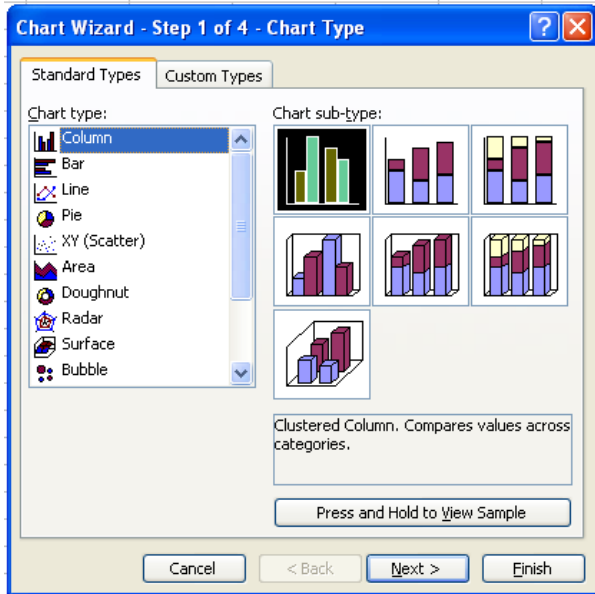 Chart Wizard - Step 1 of 4 - Chart Type
Standard Types
Custom Types
Chart type:
Column
Bar
Line
Pie
XY (Scatter)
Area
Doughnut
Radar
Surface
Bubble
Chart sub-type:
Clustered Column. Compares values across
categories.
Press and Hold to View Sample
Cancel
< Back
Next >
Finish